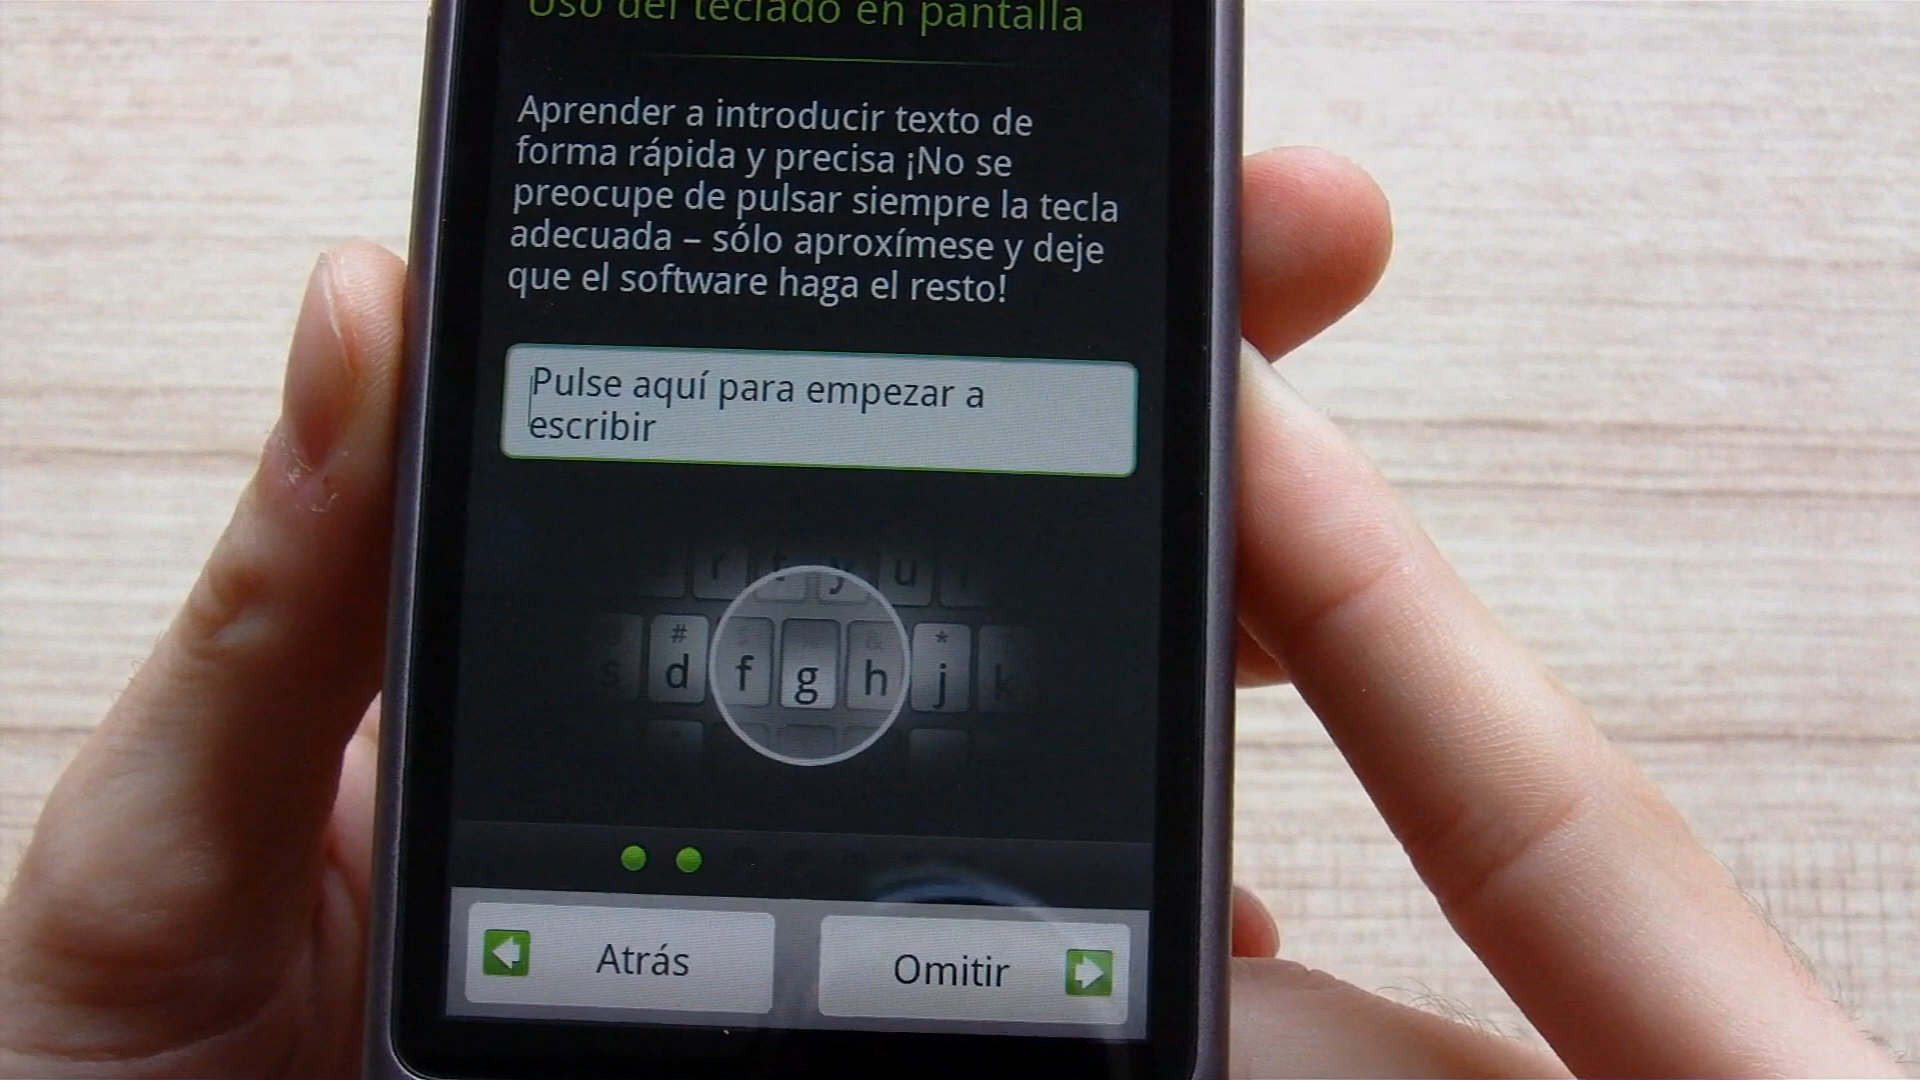 Uso del teclado en pantalla
Aprender a introducir texto de
forma rápida y precisa ¡No se
preocupe de pulsar siempre la tecla
adecuada – sólo aproxímese y deje
que el software haga el resto!
Pulse aquí para empezar a
escribir
r t y u
# *
s d f g h j k
Atrás Omitir